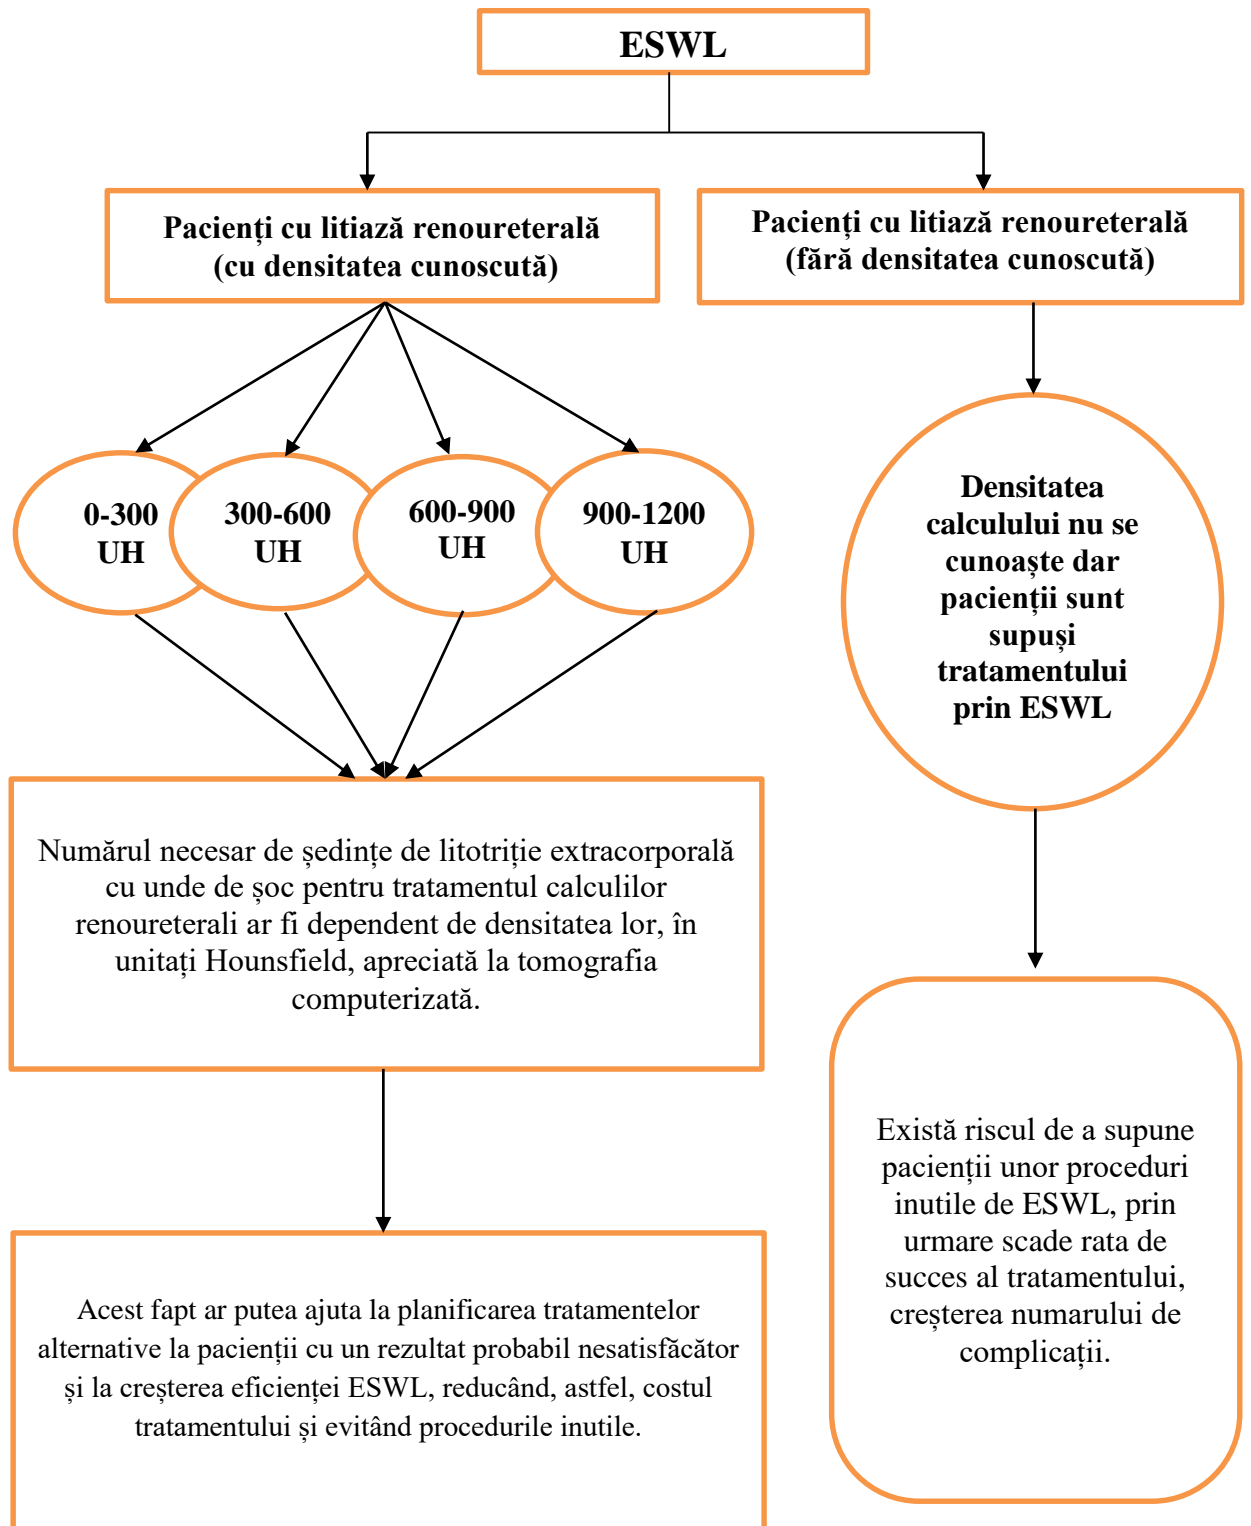 ESWL
Pacienți cu litiază renoureterală
(cu densitatea cunoscută)
Pacienți cu litiază renoureterală
(fără densitatea cunoscută)
0-300
UH
300-600
UH
600-900
UH
900-1200
UH
Densitatea
calculului nu se
cunoaște dar
pacienții sunt
supuși
tratamentului
prin ESWL
Numărul necesar de ședințe de litotriție extracorporală
cu unde de șoc pentru tratamentul calculilor
renoureterali ar fi dependent de densitatea lor, în
unitați Hounsfield, apreciată la tomografia
computerizată.
Există riscul de a supune
pacienții unor proceduri
inutile de ESWL, prin
urmare scade rata de
succes al tratamentului,
creșterea numarului de
complicații.
Acest fapt ar putea ajuta la planificarea tratamentelor
alternative la pacienții cu un rezultat probabil nesatisfăcător
și la creșterea eficienței ESWL, reducând, astfel, costul
tratamentului și evitând procedurile inutile.